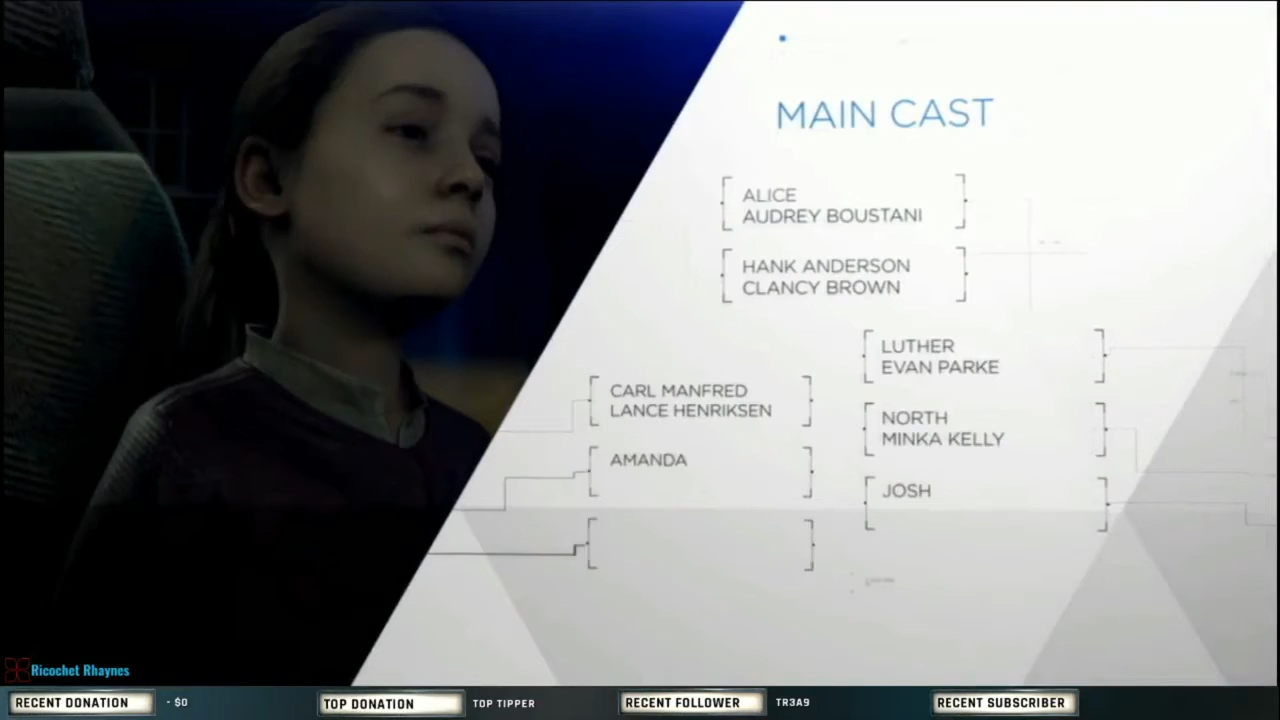 MAIN CAST
ALICE
AUDREY BOUSTANI
HANK ANDERSON
CLANCY BROWN
LUTHER
EVAN PARKE
CARL MANFRED
LANCE HENRIKSEN
NORTH
MINKA KELLY
AMANDA
JOSH
Ricochet Rhaynes
RECENT DONATION
- $0
TOP DONATION
TOP TIPPER
RECENT FOLLOWER
TR3A9
RECENT SUBSCRIBER